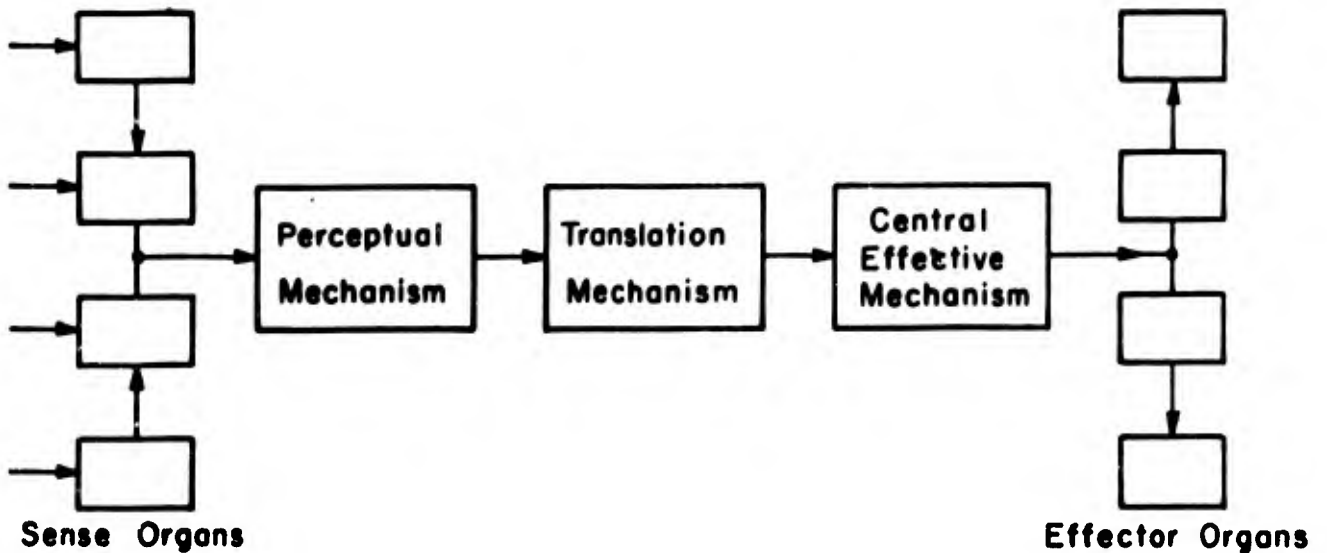 Perceptual
Mechanism
Translation
Mechanism
Central
Effective
Mechanism
Sense Organs
Effector Organs